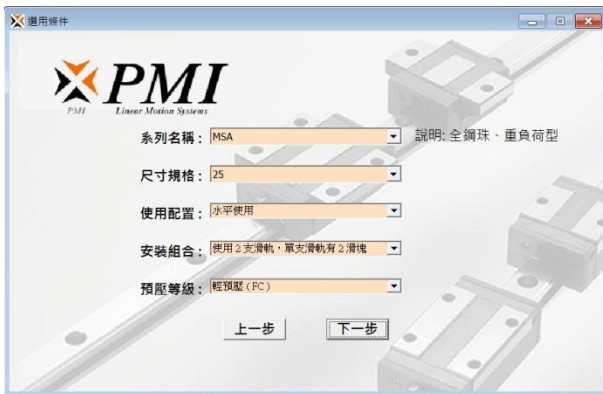 選用條件
PMI
PMI
Linear Motion Systems
系列名稱: MSA 說明: 全鋼珠、重負荷型
尺寸規格: 25
使用配置: 水平使用
安裝組合: 使用2支滑軌,單支滑軌有2滑塊
預壓等級: 輕預壓(FC)
上一步 下一步